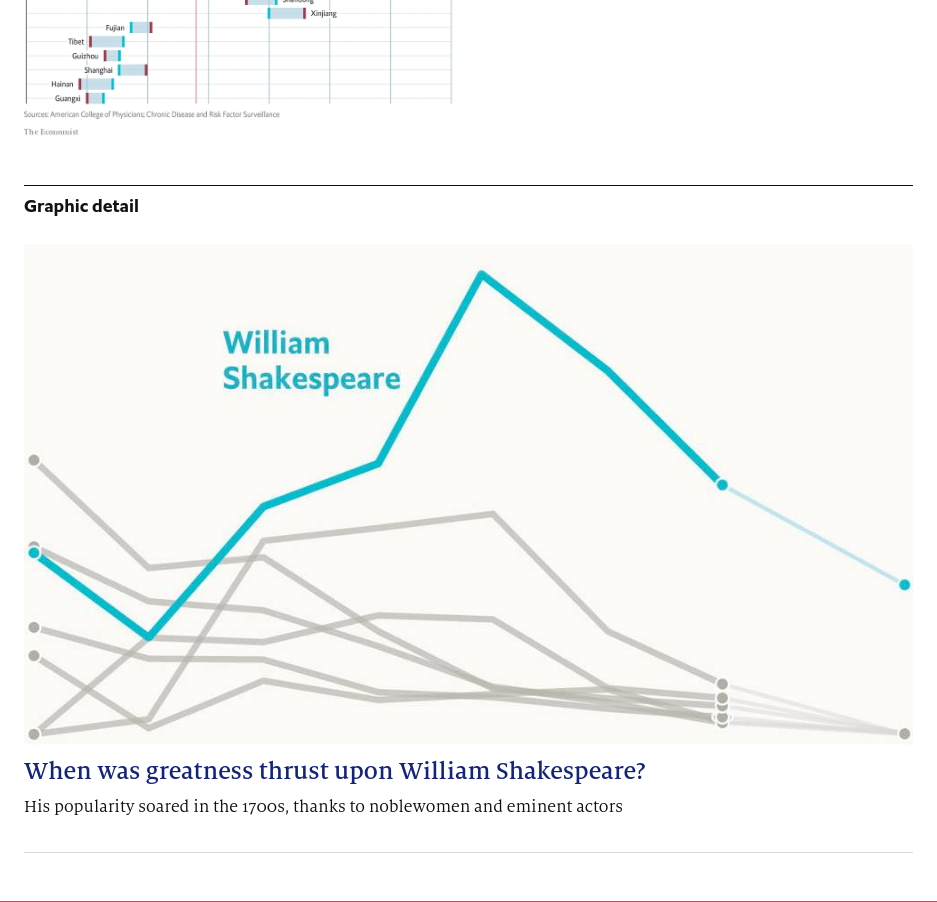 Shandong
Xinjiang
Fujian
Tibet
Guizhou
Shanghai
Hainan
Guangxi
Sources: American College of Physicians; Chronic Disease and Risk Factor Surveillance
The Economist
Graphic detail
William
Shakespeare
When was greatness thrust upon William Shakespeare?
His popularity soared in the 1700s, thanks to noblewomen and eminent actors